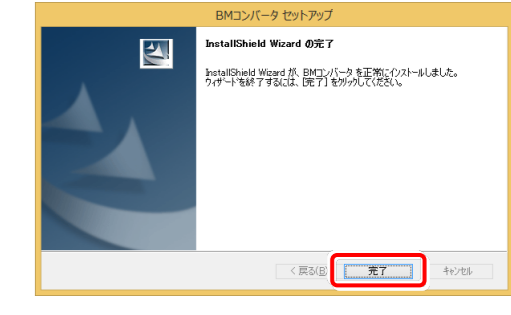 BMコンバータ セットアップ
InstallShield Wizard の完了
InstallShield Wizard が、BMコンバータ を正常にインストールしました。
ウィザードを終了するには、[完了] をクリックしてください。
< 戻る(B) 完了 キャンセル